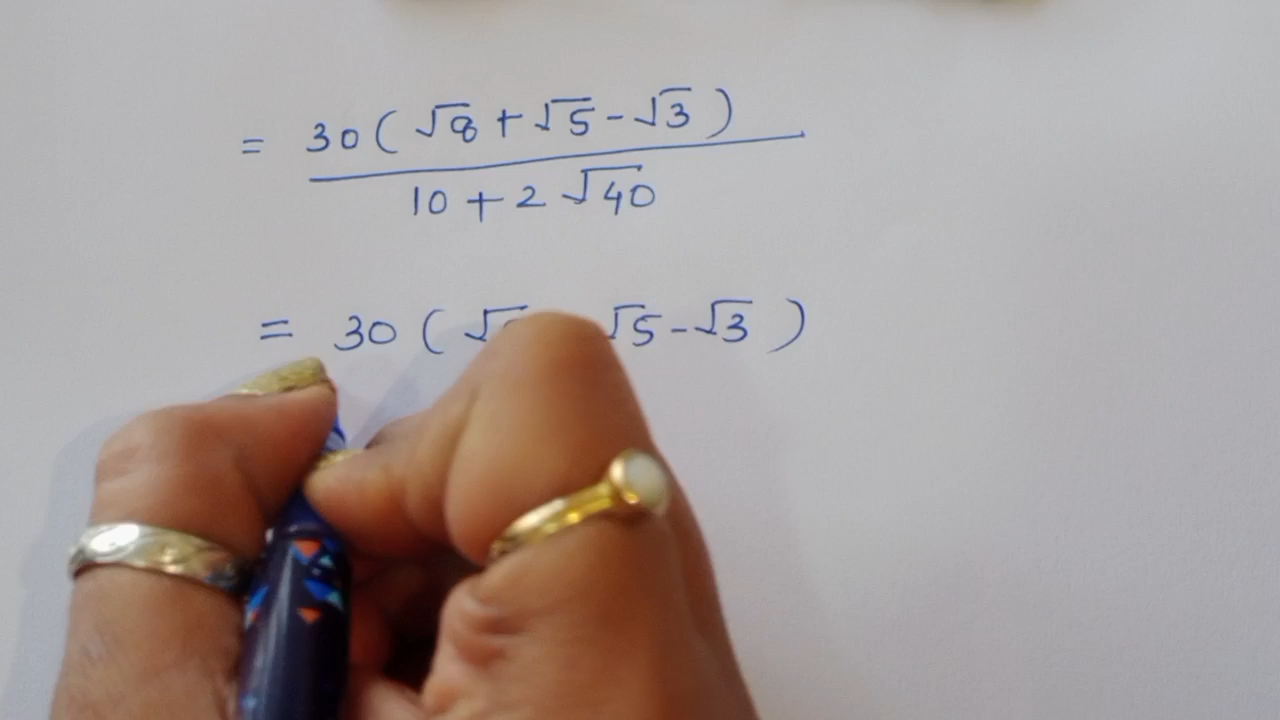 = 30 ( √8 + √5 - √3 )
10 + 2 √40
= 30 ( √ √5 - √3 )